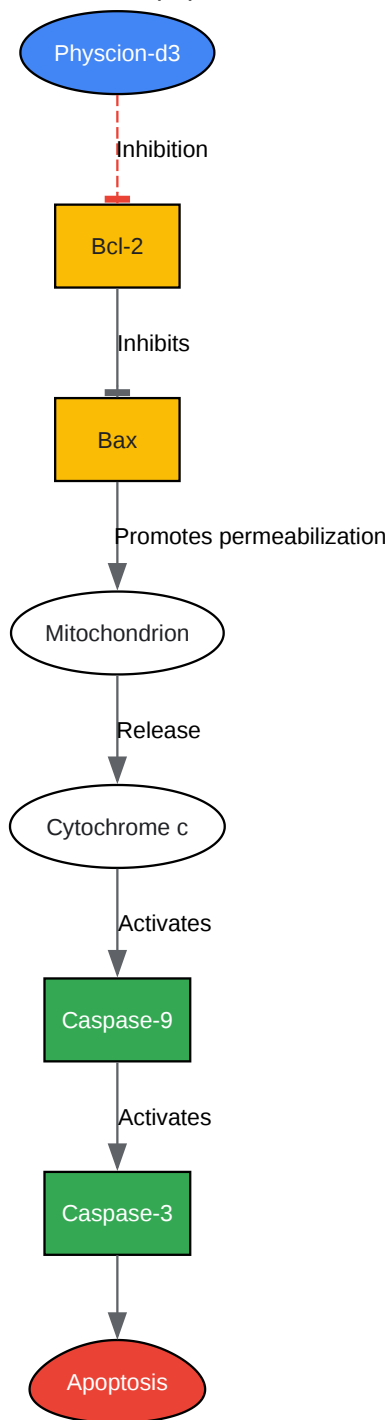 Physcion-d3
Inhibition
Bcl-2
Inhibits
Bax
Promotes permeabilization
Mitochondrion
Release
Cytochrome c
Activates
Caspase-9
Activates
Caspase-3
Apoptosis